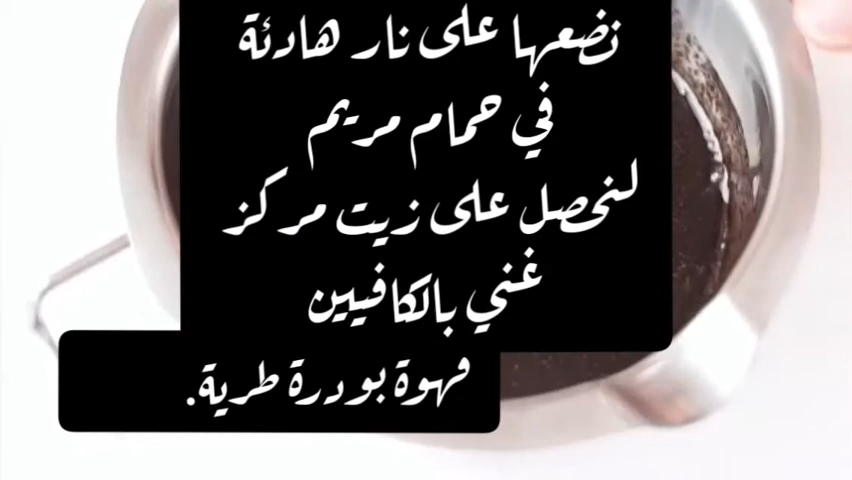 نضعها على نار هادئة
في حمام مريم
لنحصل على زيت مركز
غني بالكافيين
قهوة بودرة طرية.